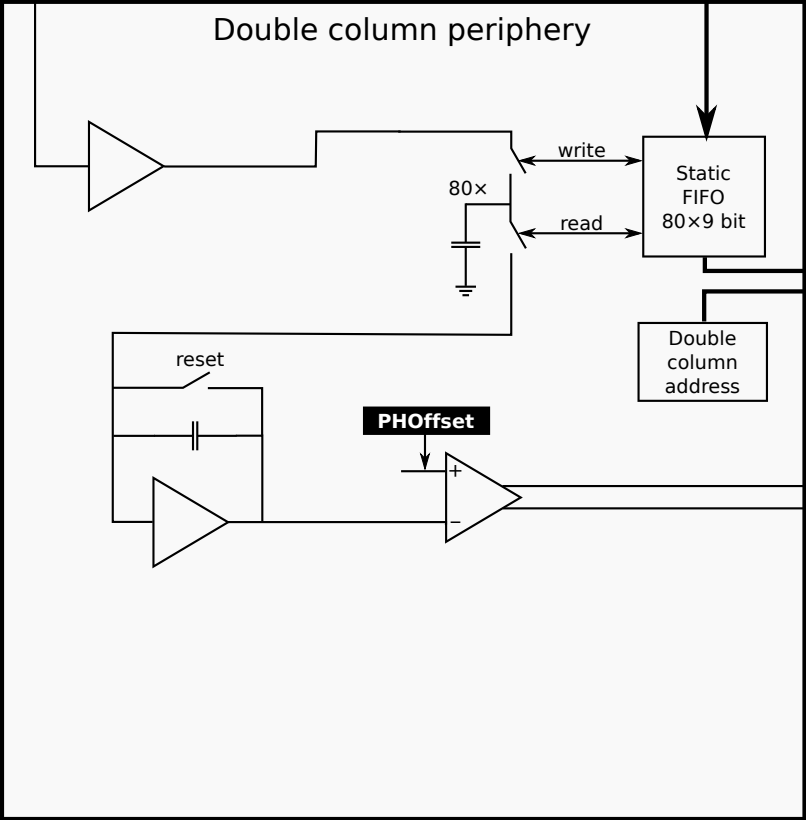 Double column periphery
write
80×
read
Static
FIFO
80×9 bit
Double
column
address
reset
PHOffset
+
−